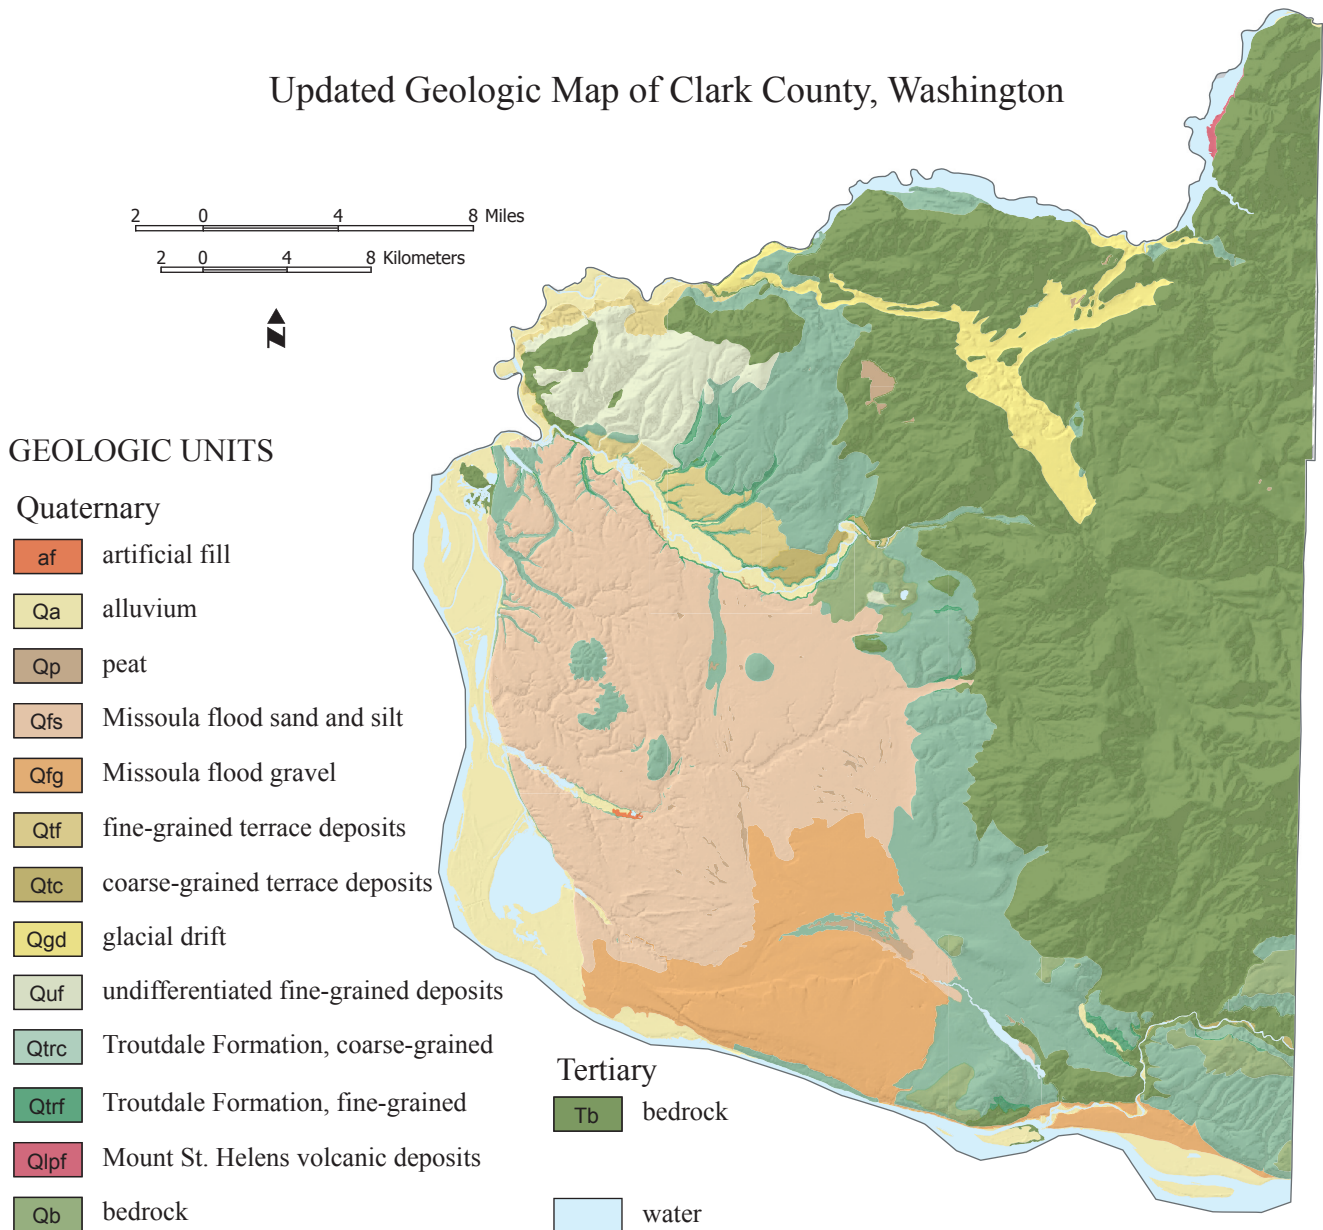 Updated Geologic Map of Clark County, Washington
2 0 4 8 Miles
2 0 4 8 Kilometers
N
GEOLOGIC UNITS
Quaternary
af artificial fill
Qa alluvium
Qp peat
Qfs Missoula flood sand and silt
Qfg Missoula flood gravel
Qtf fine-grained terrace deposits
Qtc coarse-grained terrace deposits
Qgd glacial drift
Quf undifferentiated fine-grained deposits
Qtrc Troutdale Formation, coarse-grained
Qtrf Troutdale Formation, fine-grained
Qlpf Mount St. Helens volcanic deposits
Qb bedrock
Tertiary
Tb bedrock
water